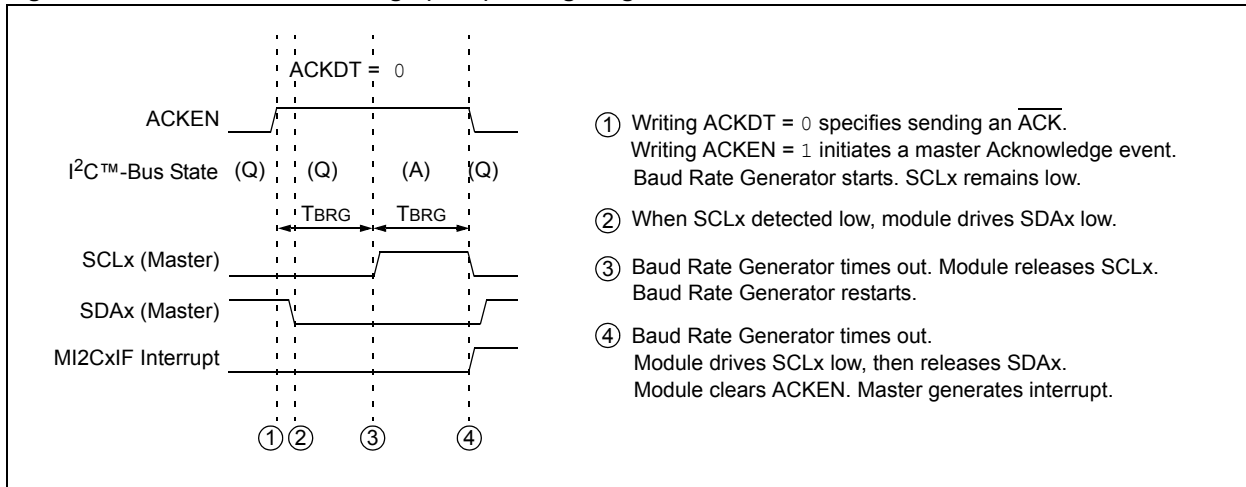 ACKDT = 0
ACKEN
I²C™-Bus State (Q) (Q) (A) (Q)
TBRG TBRG
SCLx (Master)
SDAx (Master)
MI2CxIF Interrupt
① ② ③ ④
① Writing ACKDT = 0 specifies sending an A̅C̅K̅.
Writing ACKEN = 1 initiates a master Acknowledge event.
Baud Rate Generator starts. SCLx remains low.
② When SCLx detected low, module drives SDAx low.
③ Baud Rate Generator times out. Module releases SCLx.
Baud Rate Generator restarts.
④ Baud Rate Generator times out.
Module drives SCLx low, then releases SDAx.
Module clears ACKEN. Master generates interrupt.